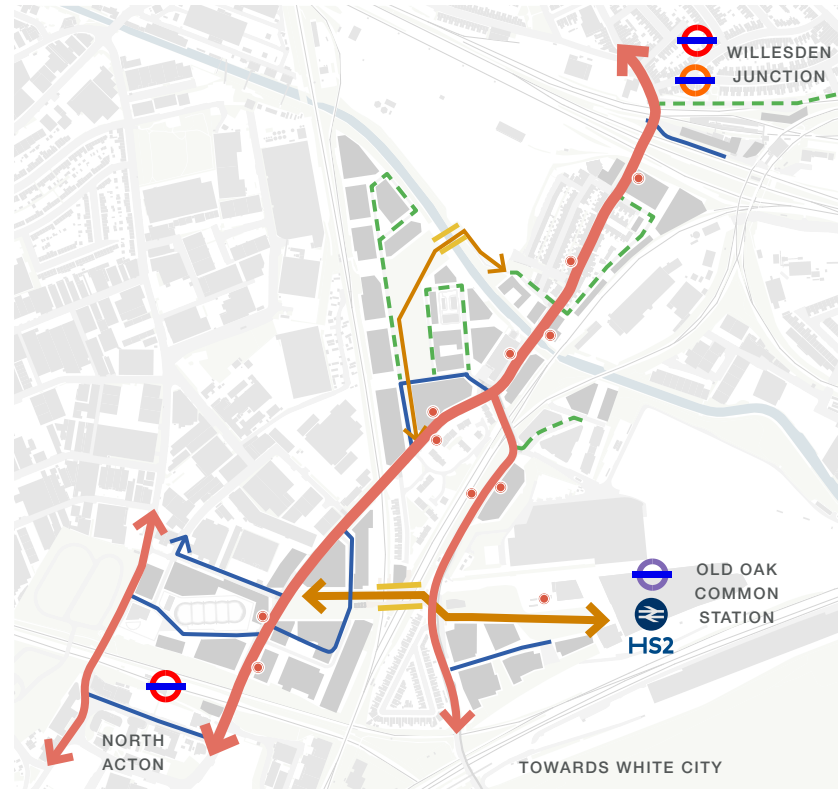 WILLESDEN
JUNCTION
OLD OAK
COMMON
STATION
HS2
NORTH
ACTON
TOWARDS WHITE CITY